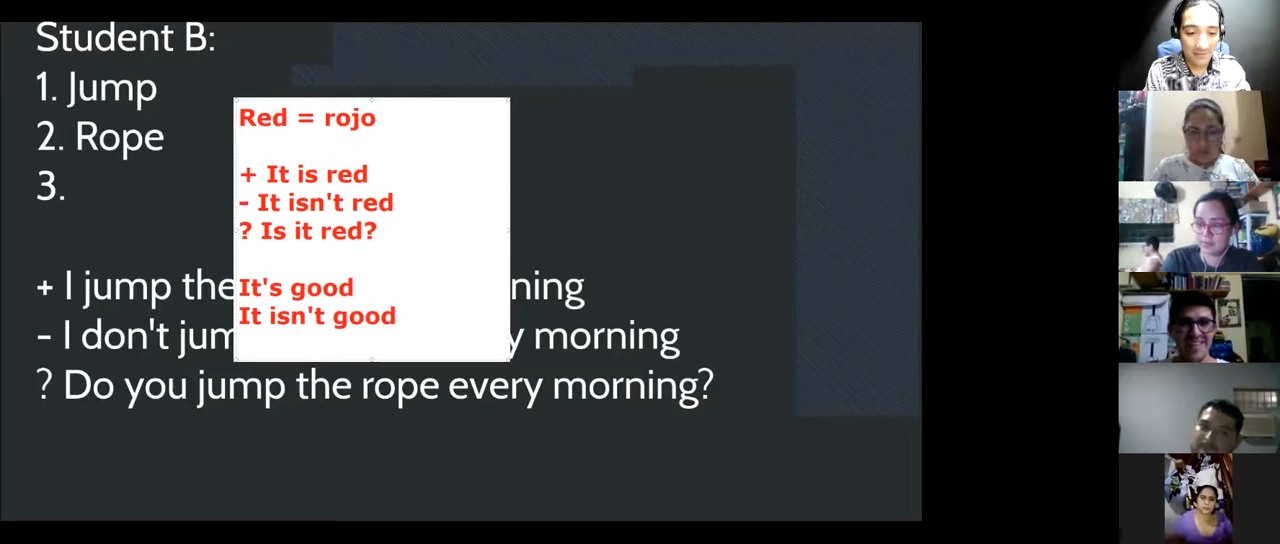 Student B:
1. Jump
2. Rope
3.
Red = rojo
+ It is red
- It isn't red
? Is it red?
It's good
It isn't good
+ I jump the ning
- I don't jum y morning
? Do you jump the rope every morning?